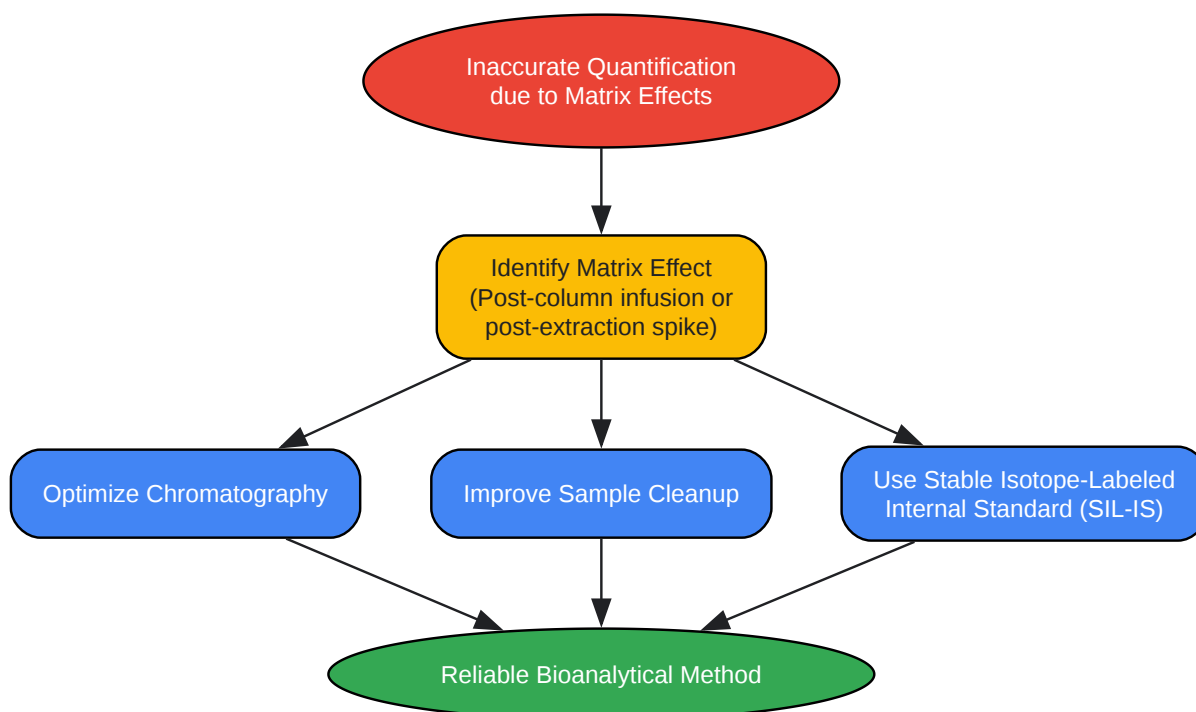 Inaccurate Quantification
due to Matrix Effects
Identify Matrix Effect
(Post-column infusion or
post-extraction spike)
Optimize Chromatography
Improve Sample Cleanup
Use Stable Isotope-Labeled
Internal Standard (SIL-IS)
Reliable Bioanalytical Method